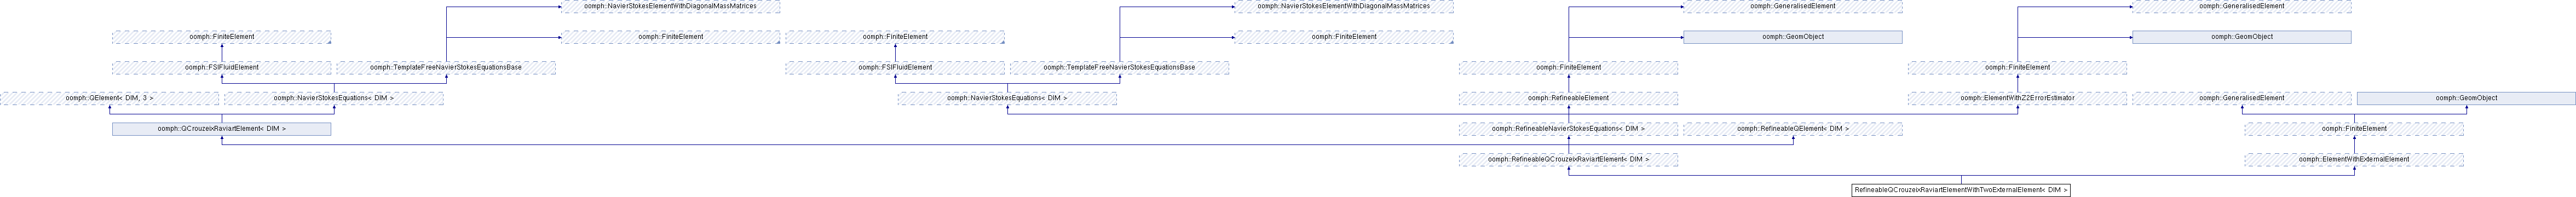 oomph::NavierStokesElementWithDiagonalMassMatrices
oomph::NavierStokesElementWithDiagonalMassMatrices
oomph::GeneralisedElement
oomph::GeneralisedElement
oomph::FiniteElement
oomph::FiniteElement
oomph::FiniteElement
oomph::FiniteElement
oomph::GeomObject
oomph::GeomObject
oomph::FSIFluidElement
oomph::TemplateFreeNavierStokesEquationsBase
oomph::FSIFluidElement
oomph::TemplateFreeNavierStokesEquationsBase
oomph::FiniteElement
oomph::FiniteElement
oomph::QElement< DIM, 3 >
oomph::NavierStokesEquations< DIM >
oomph::NavierStokesEquations< DIM >
oomph::RefineableElement
oomph::ElementWithZ2ErrorEstimator
oomph::GeneralisedElement
oomph::GeomObject
oomph::QCrouzeixRaviartElement< DIM >
oomph::RefineableNavierStokesEquations< DIM >
oomph::RefineableQElement< DIM >
oomph::FiniteElement
oomph::RefineableQCrouzeixRaviartElement< DIM >
oomph::ElementWithExternalElement
RefineableQCrouzeixRaviartElementWithTwoExternalElement< DIM >